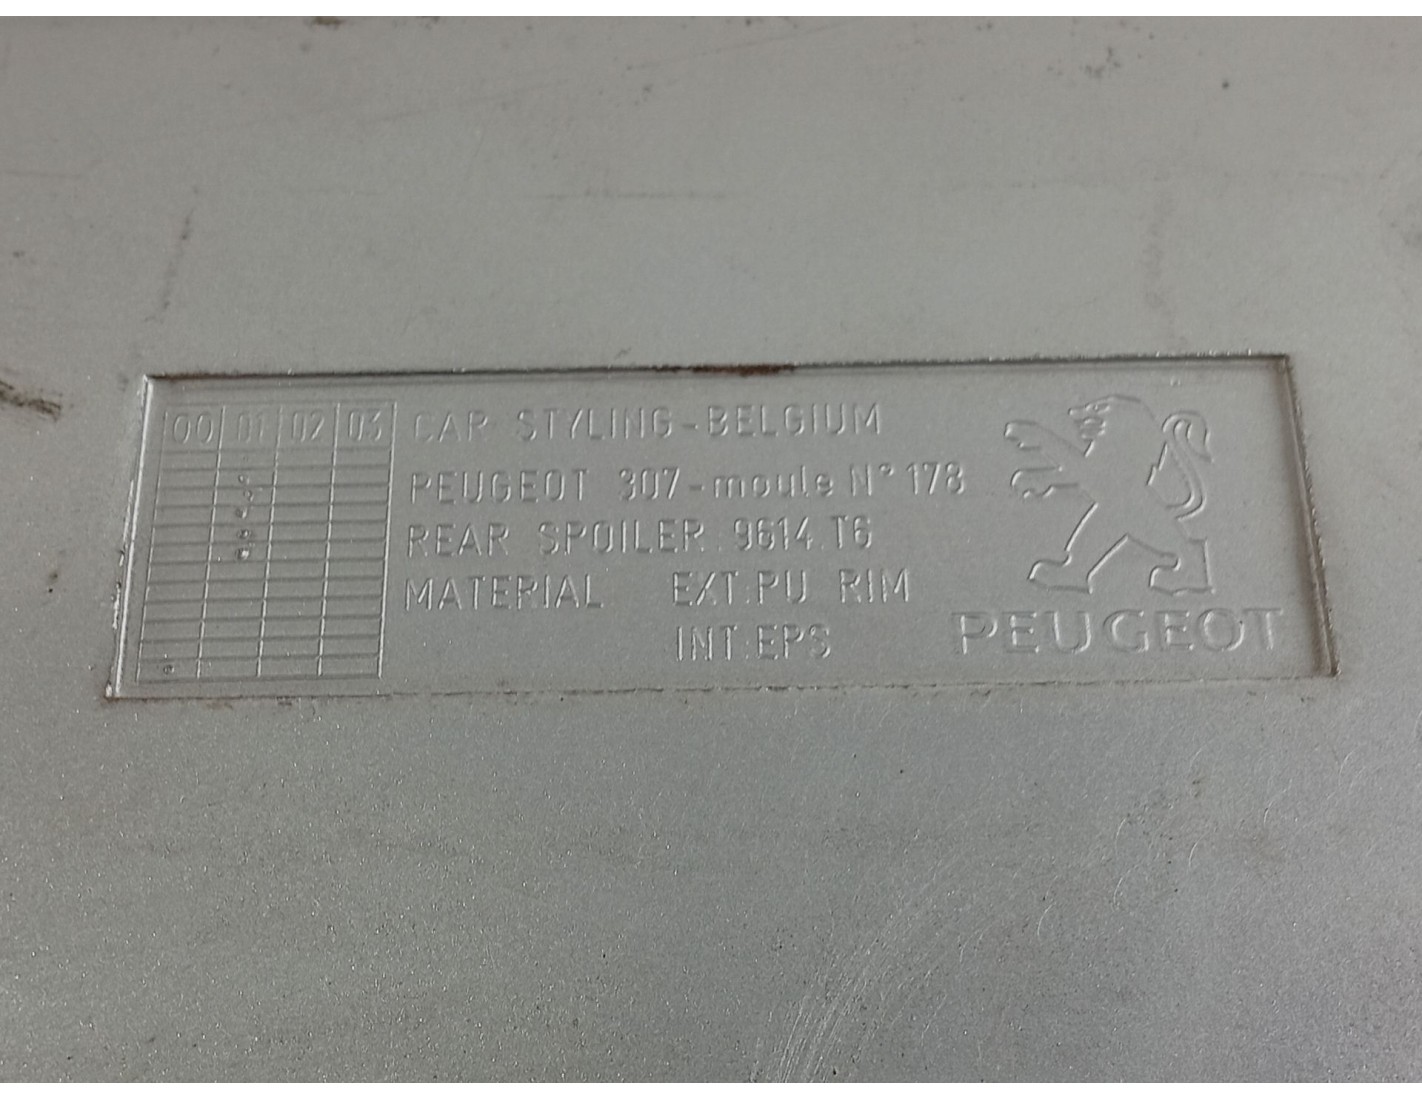 00 01 02 03
CAR STYLING-BELGIUM
PEUGEOT 307-moule N° 178
REAR SPOILER 9614.T6
MATERIAL EXT:PU RIM
INT:EPS
PEUGEOT